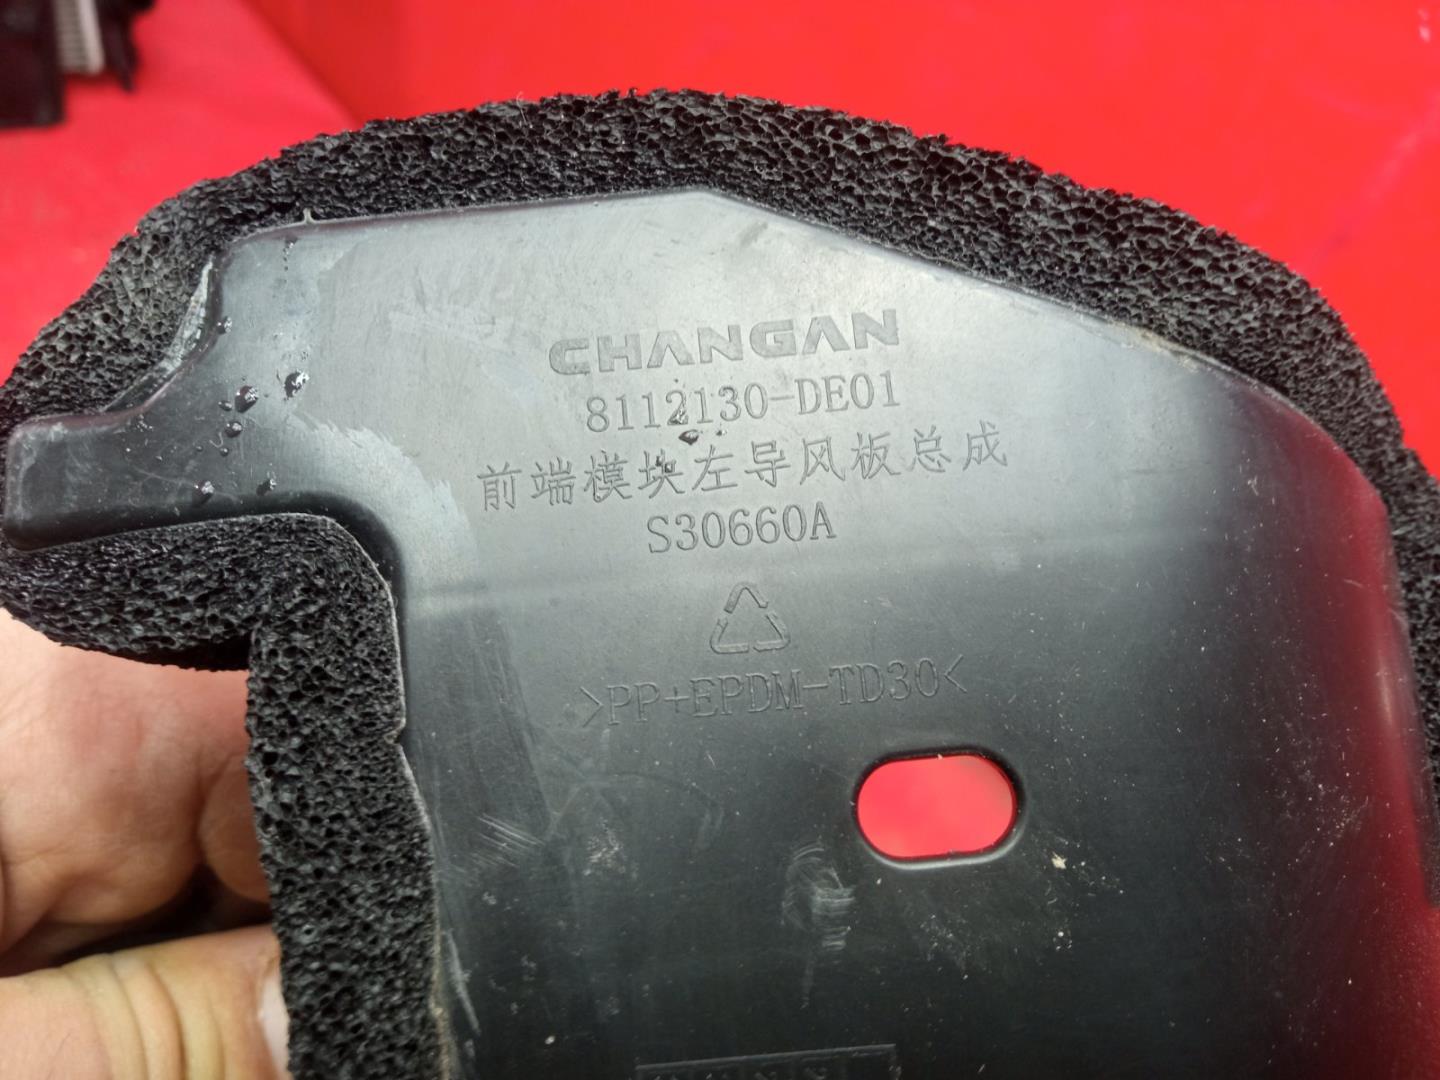 CHANGAN
8112130-DE01
前端模块左导风板总成
S30660A
>PP+EPDM-TD30<